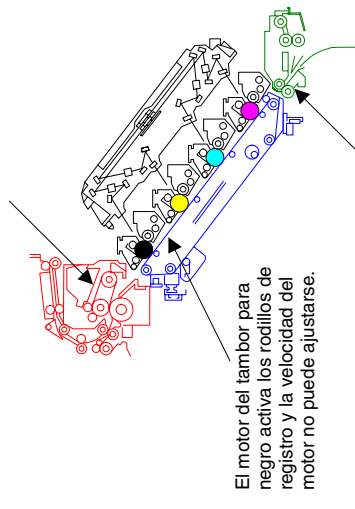 El motor del tambor para
negro activa los rodillos de
registro y la velocidad del
motor no puede ajustarse.